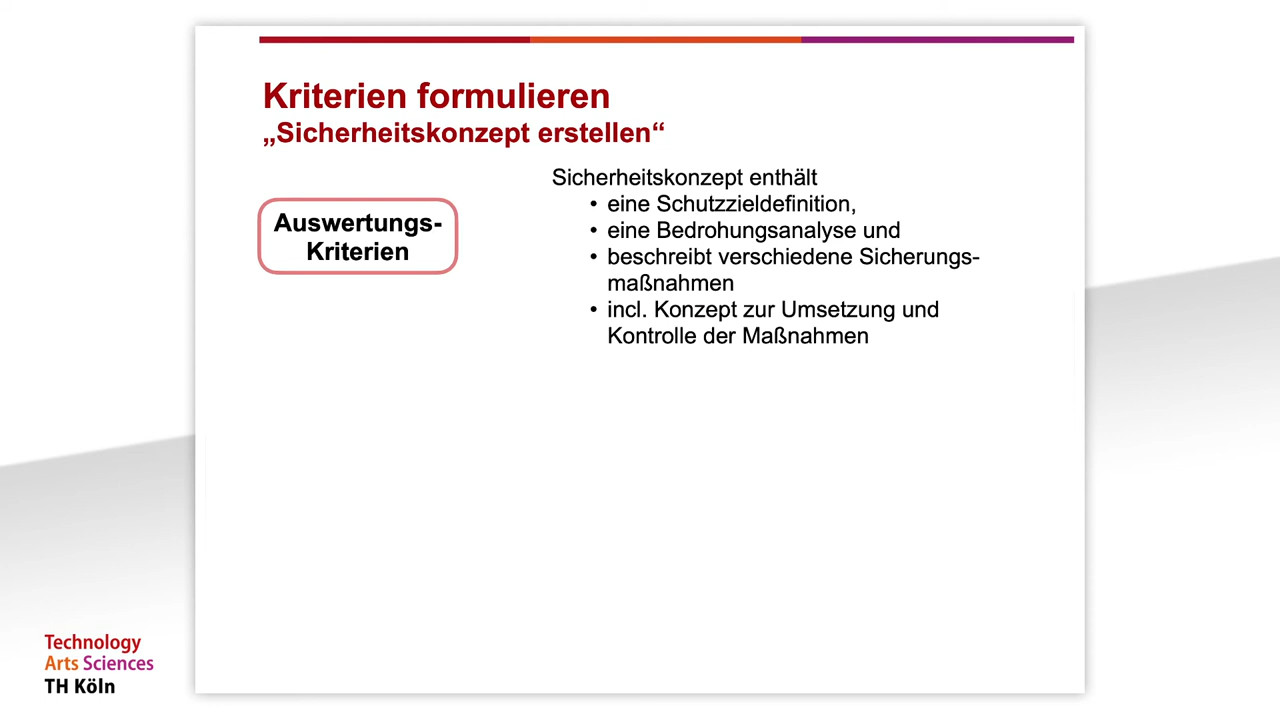 Kriterien formulieren
„Sicherheitskonzept erstellen“
Auswertungs-
Kriterien
Sicherheitskonzept enthält
• eine Schutzzieldefinition,
• eine Bedrohungsanalyse und
• beschreibt verschiedene Sicherungs-
maßnahmen
• incl. Konzept zur Umsetzung und
Kontrolle der Maßnahmen
Technology
Arts Sciences
TH Köln